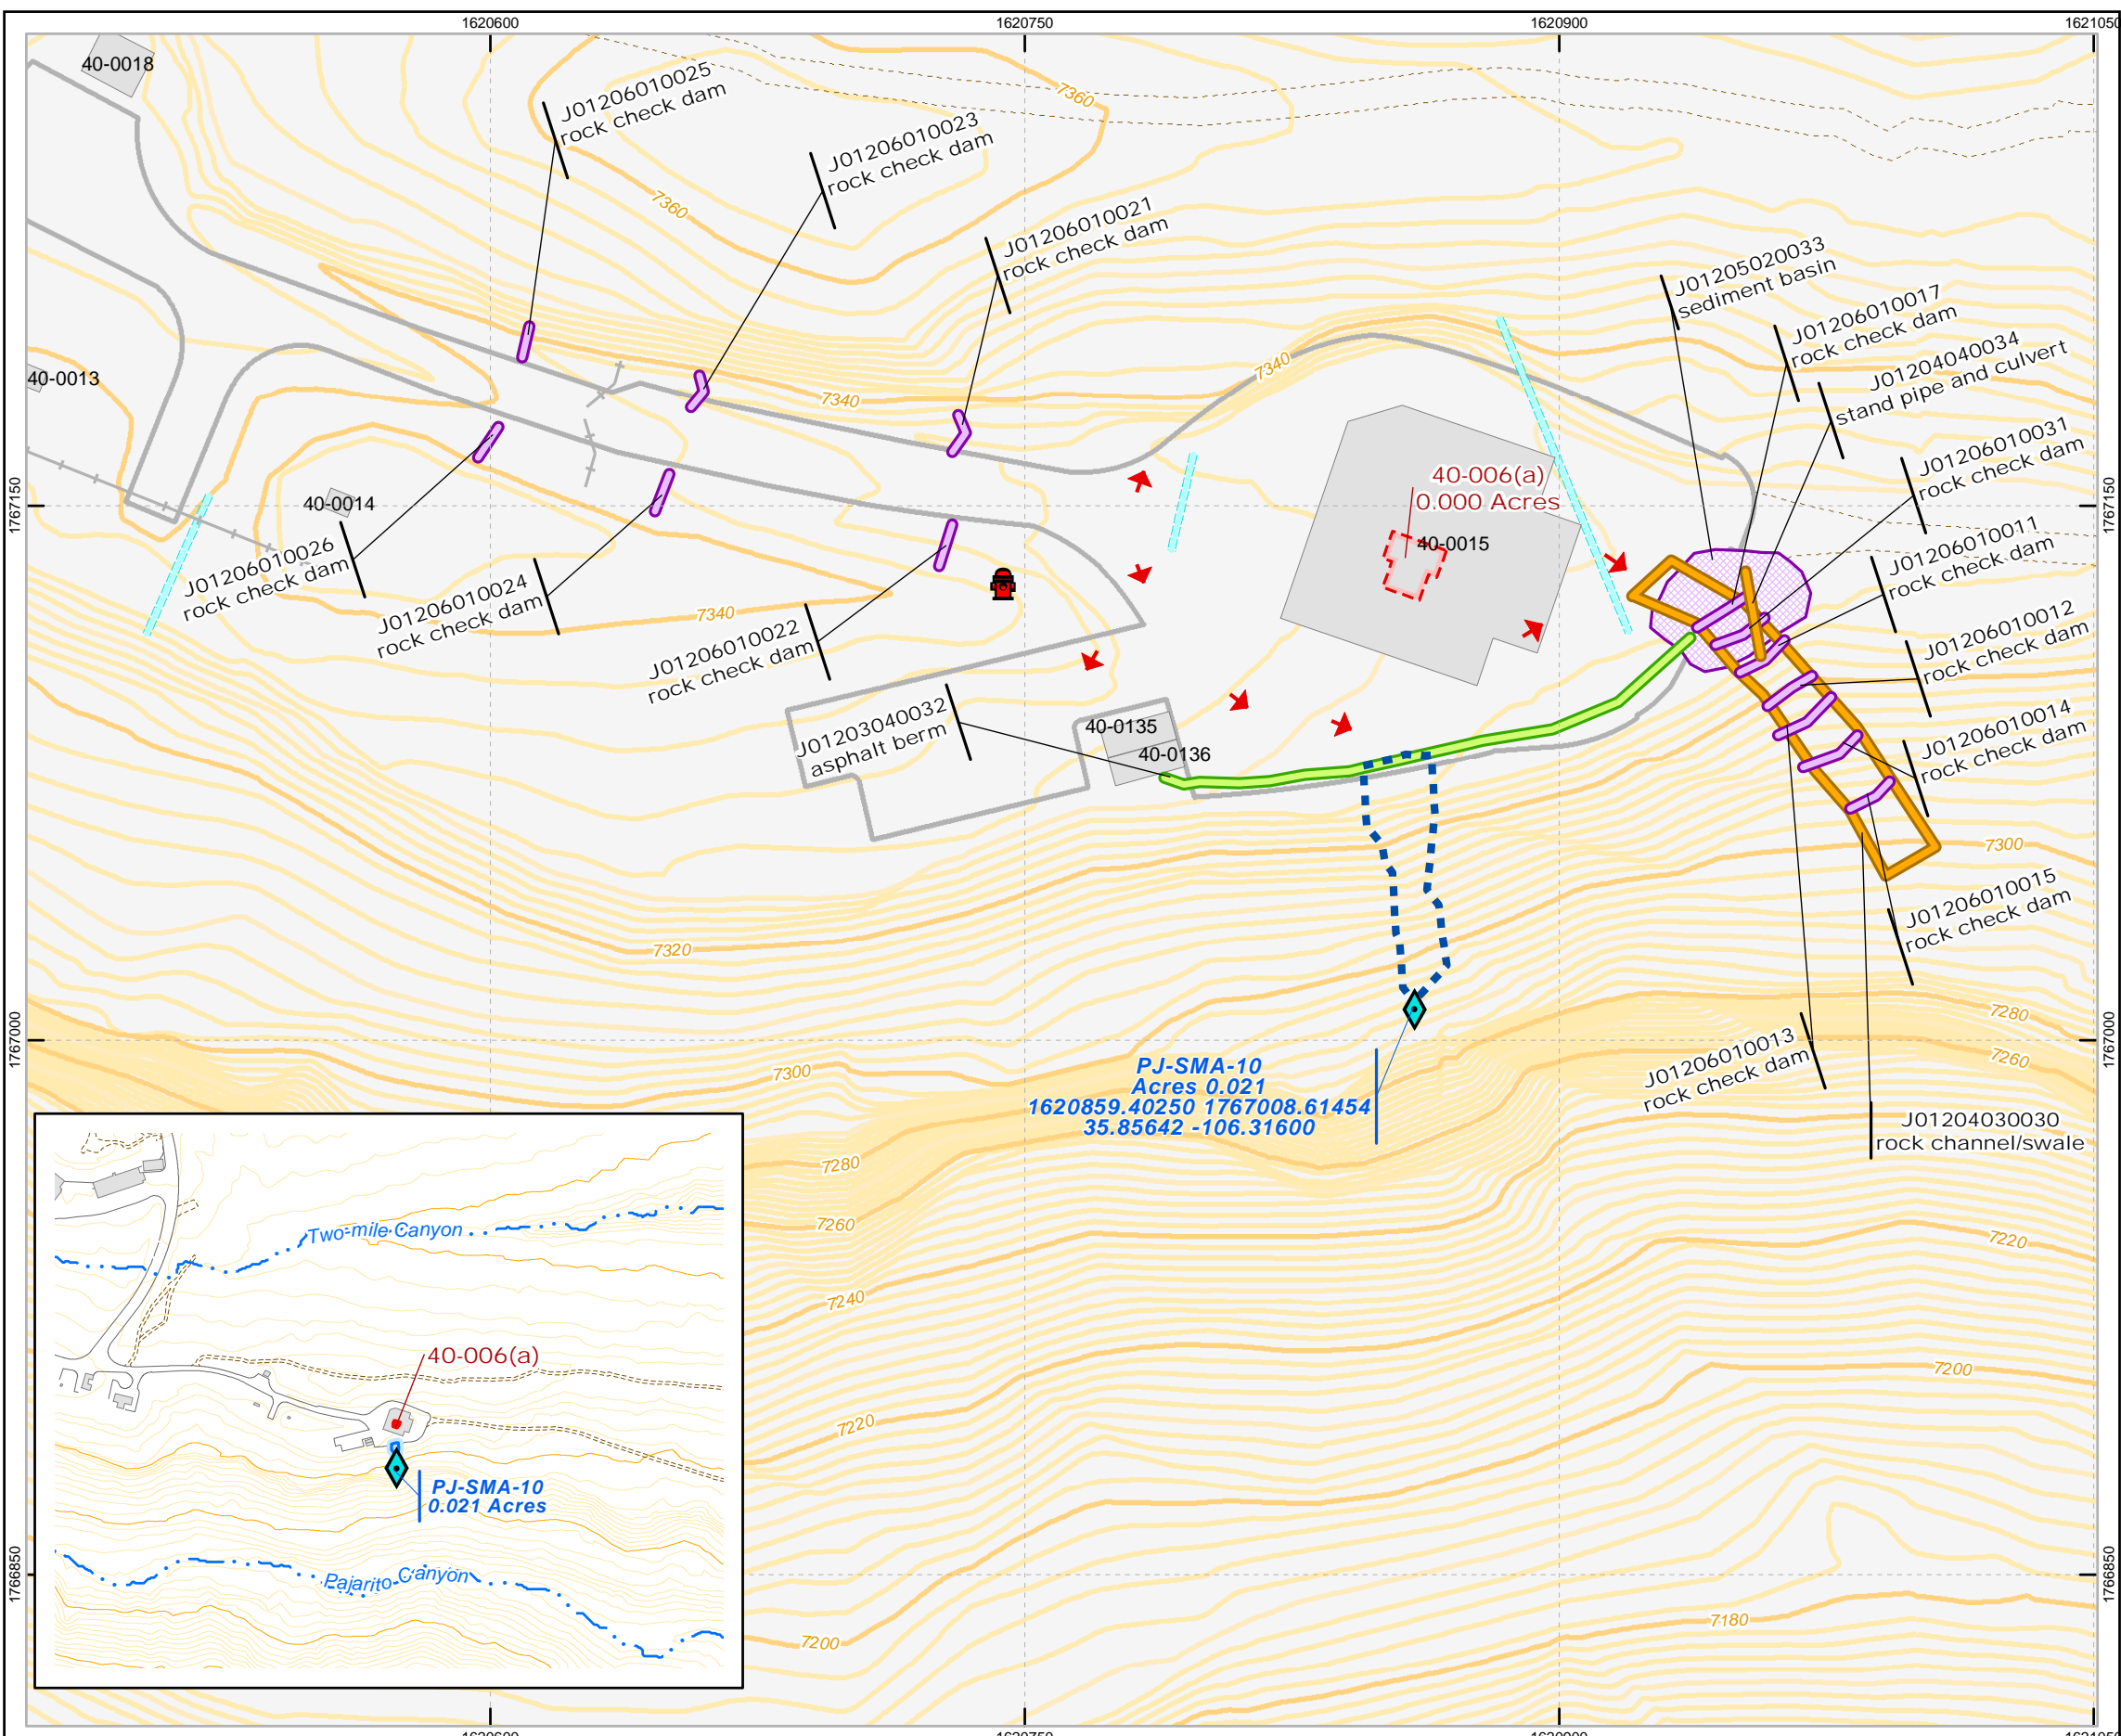 1620600
1620750
1620900
1621050
40-0018
J01206010025
rock check dam
7360
J01206010023
rock check dam
7360
J01206010021
rock check dam
J01205020033
sediment basin
J01206010017
rock check dam
J01204040034
stand pipe and culvert
7340
40-0013
7340
J01206010031
rock check dam
40-006(a)
0.000 Acres
1767150
1767150
40-0014
40-0015
J01206010011
rock check dam
J01206010026
rock check dam
J01206010024
rock check dam
7340
J01206010022
rock check dam
J01206010012
rock check dam
J01203040032
asphalt berm
40-0135
40-0136
J01206010014
rock check dam
7300
J01206010015
rock check dam
7320
7280
1767000
1767000
7260
J01206010013
rock check dam
7300
PJ-SMA-10
Acres 0.021
1620859.40250 1767008.61454
35.85642 -106.31600
J01204030030
rock channel/swale
7280
7260
7220
Two-mile Canyon
7240
40-006(a)
7200
7220
PJ-SMA-10
0.021 Acres
1766850
1766850
Pajarito Canyon
7180
7200
1620600
1620750
1620900
1621050